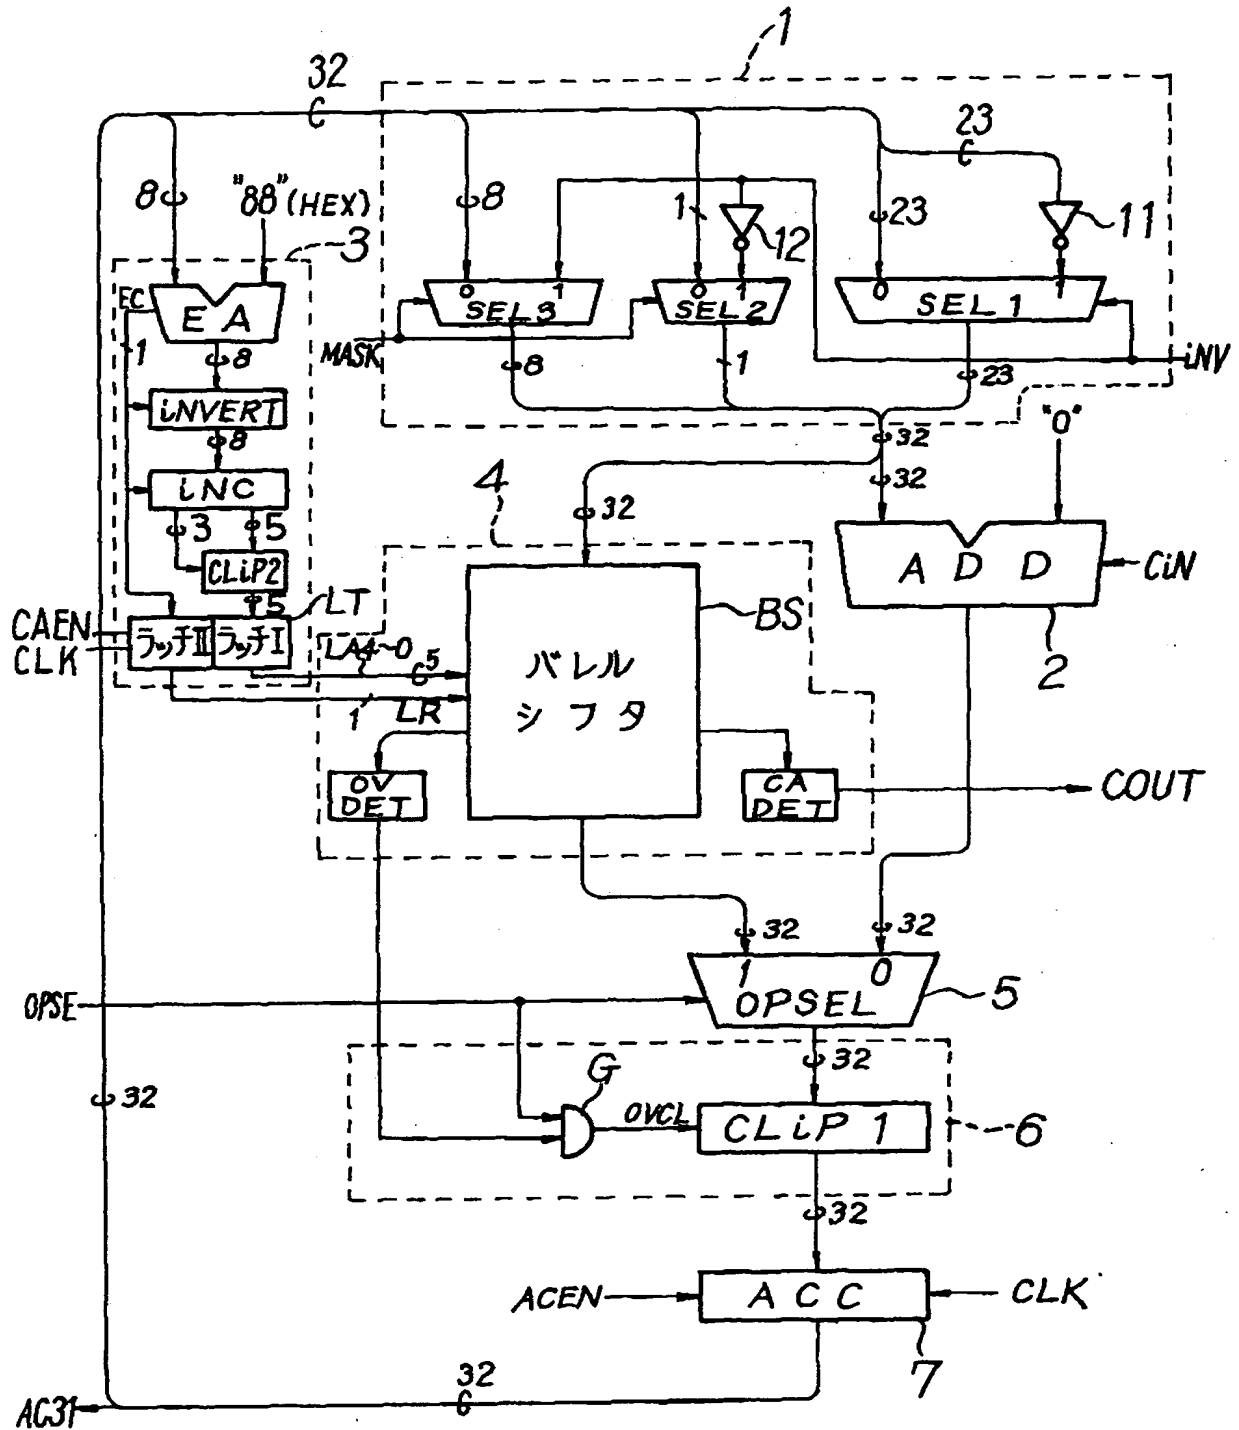 1
32
23
8
"88"(HEX)
8
1
12
23
11
3
EC
EA
0 1
SEL3
0 1
SEL2
0 1
SEL1
1
MASK
8
8
1
23
iNV
iNVERT
8
32
"0"
4
32
32
iNC
3
5
CLiP2
A D D
CiN
5
LT
BS
CAEN
CLK
ラッチII
ラッチI
LA4~0
5
バレル
シフタ
2
1
LR
OV
DET
CA
DET
COUT
32
32
1 0
OPSEL
5
OPSE
32
32
G
OVCL
CLiP 1
6
32
ACEN
A C C
CLK
7
32
AC31